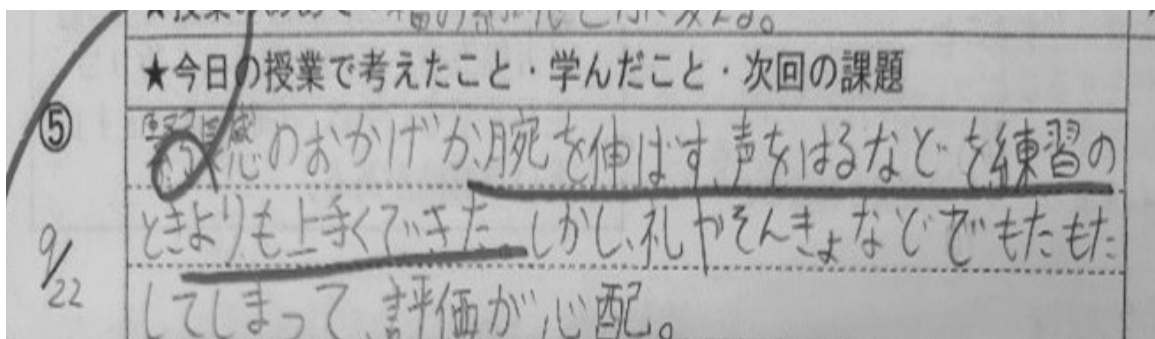 ★今日の授業で考えたこと・学んだこと・次回の課題
⑤
緊張感のおかげか、腕を伸ばす、声をはるなどを練習の
ときよりも上手くできた しかし、礼やそんきょなどでもたもた
9/22
してしまって、評価が心配。